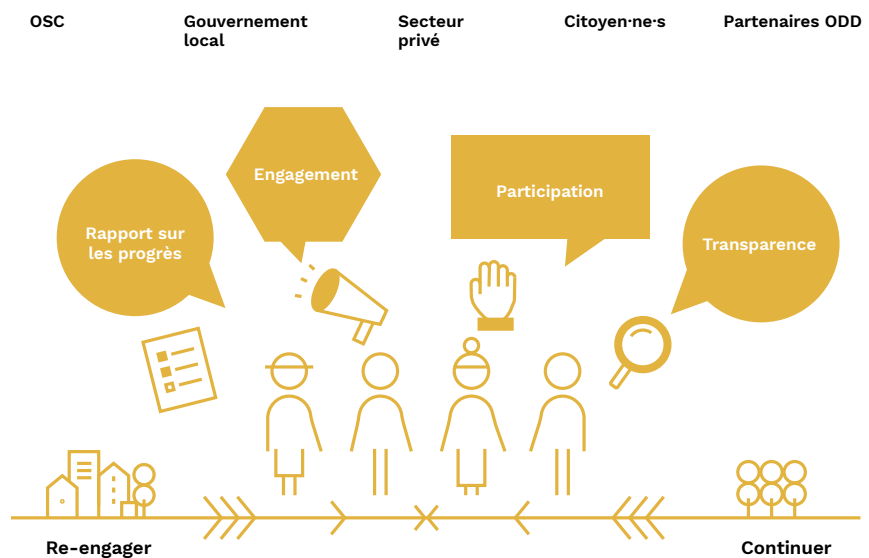 OSC
Gouvernement
local
Secteur
privé
Citoyen·ne·s
Partenaires ODD
Engagement
Participation
Rapport sur
les progrès
Transparence
Re-engager
Continuer